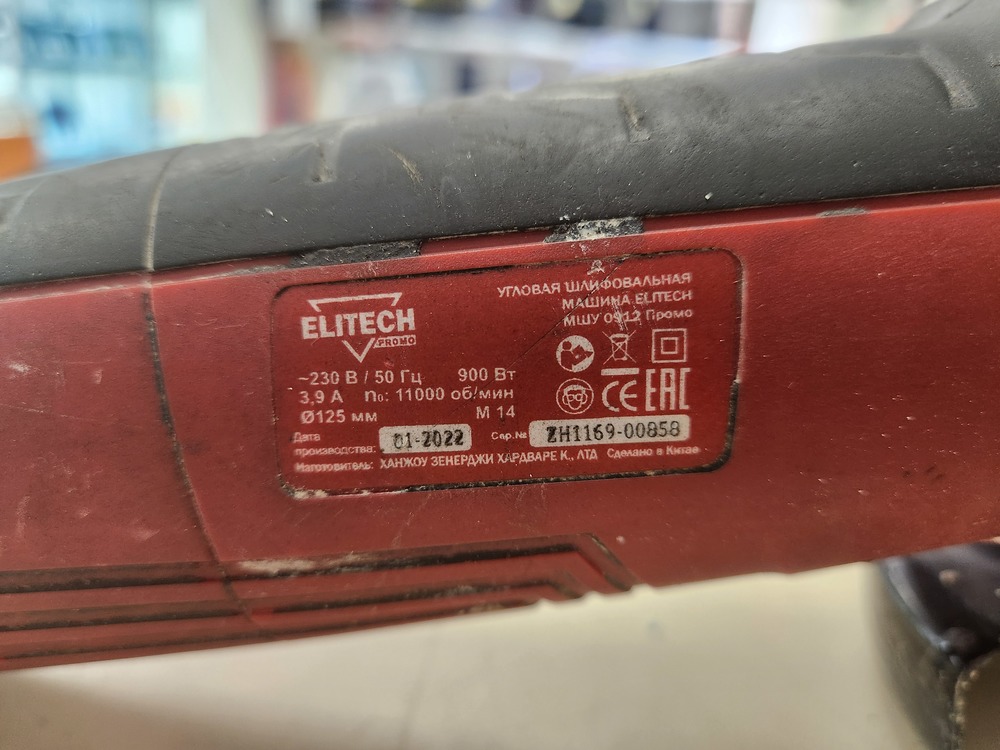 ELITECH
PROMO
УГЛОВАЯ ШЛИФОВАЛЬНАЯ
МАШИНА ELITECH
МШУ 0912 Промо
~230 В / 50 Гц 900 Вт
3,9 А n₀: 11000 об/мин
Ø125 мм М 14
CE EAC
Дата
производства: 01-2022 Сер.№ ZH1169-00858
Изготовитель: ХАНЖОУ ЗЕНЕРДЖИ ХАРДВАРЕ К., ЛТД Сделано в Китае